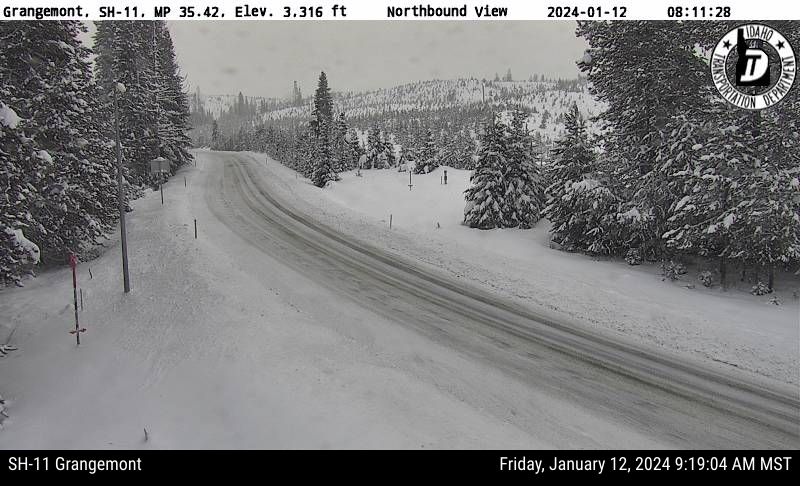 Grangemont, SH-11, MP 35.42, Elev. 3,316 ft Northbound View 2024-01-12 08:11:28
IDAHO
TRANSPORTATION DEPARTMENT
SH-11 Grangemont Friday, January 12, 2024 9:19:04 AM MST